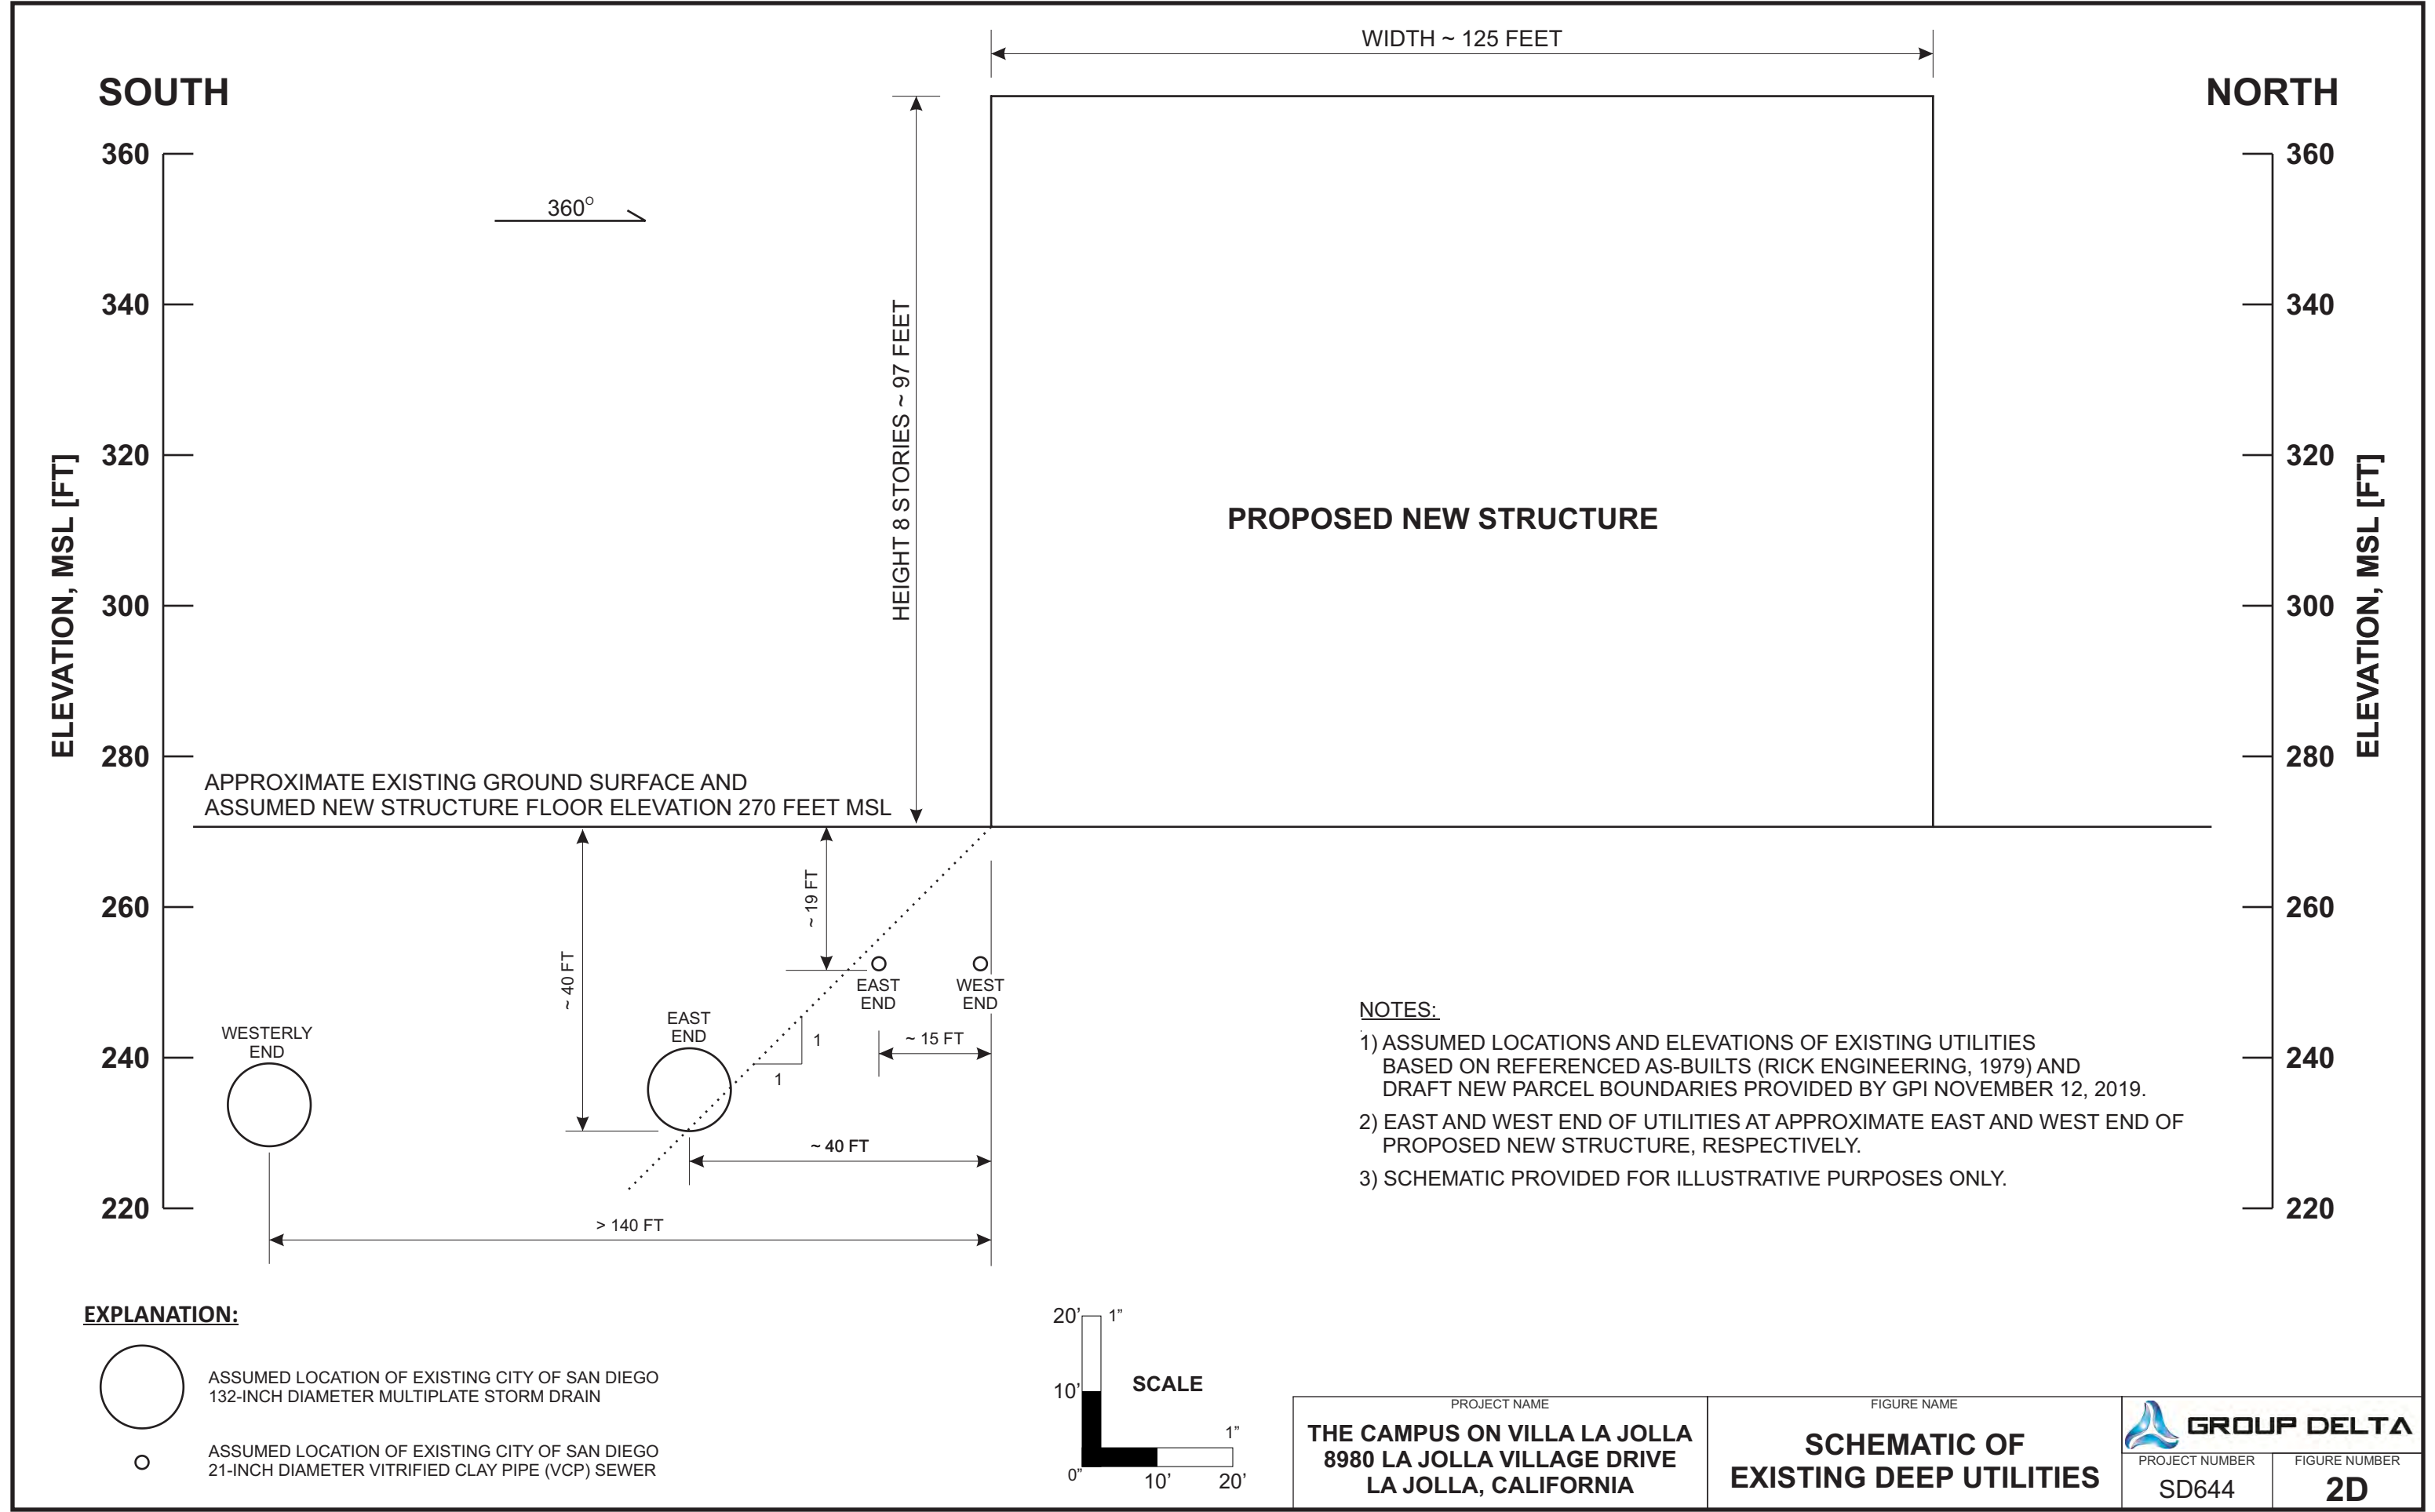 WIDTH ~ 125 FEET
SOUTH
NORTH
360
360
360°
340
340
HEIGHT 8 STORIES ~ 97 FEET
320
320
ELEVATION, MSL [FT]
ELEVATION, MSL [FT]
PROPOSED NEW STRUCTURE
300
300
280
280
APPROXIMATE EXISTING GROUND SURFACE AND
ASSUMED NEW STRUCTURE FLOOR ELEVATION 270 FEET MSL
260
260
~ 19 FT
~ 40 FT
EAST
END
WEST
END
EAST
END
WESTERLY
END
~ 15 FT
1
1
240
240
~ 40 FT
> 140 FT
220
220
NOTES:
1) ASSUMED LOCATIONS AND ELEVATIONS OF EXISTING UTILITIES
BASED ON REFERENCED AS-BUILTS (RICK ENGINEERING, 1979) AND
DRAFT NEW PARCEL BOUNDARIES PROVIDED BY GPI NOVEMBER 12, 2019.
2) EAST AND WEST END OF UTILITIES AT APPROXIMATE EAST AND WEST END OF
PROPOSED NEW STRUCTURE, RESPECTIVELY.
3) SCHEMATIC PROVIDED FOR ILLUSTRATIVE PURPOSES ONLY.
EXPLANATION:
ASSUMED LOCATION OF EXISTING CITY OF SAN DIEGO
132-INCH DIAMETER MULTIPLATE STORM DRAIN
ASSUMED LOCATION OF EXISTING CITY OF SAN DIEGO
21-INCH DIAMETER VITRIFIED CLAY PIPE (VCP) SEWER
20’
1”
10’
SCALE
1”
0”
10’
20’
PROJECT NAME
THE CAMPUS ON VILLA LA JOLLA
8980 LA JOLLA VILLAGE DRIVE
LA JOLLA, CALIFORNIA
FIGURE NAME
SCHEMATIC OF
EXISTING DEEP UTILITIES
GROUP DELTA
PROJECT NUMBER
SD644
FIGURE NUMBER
2D